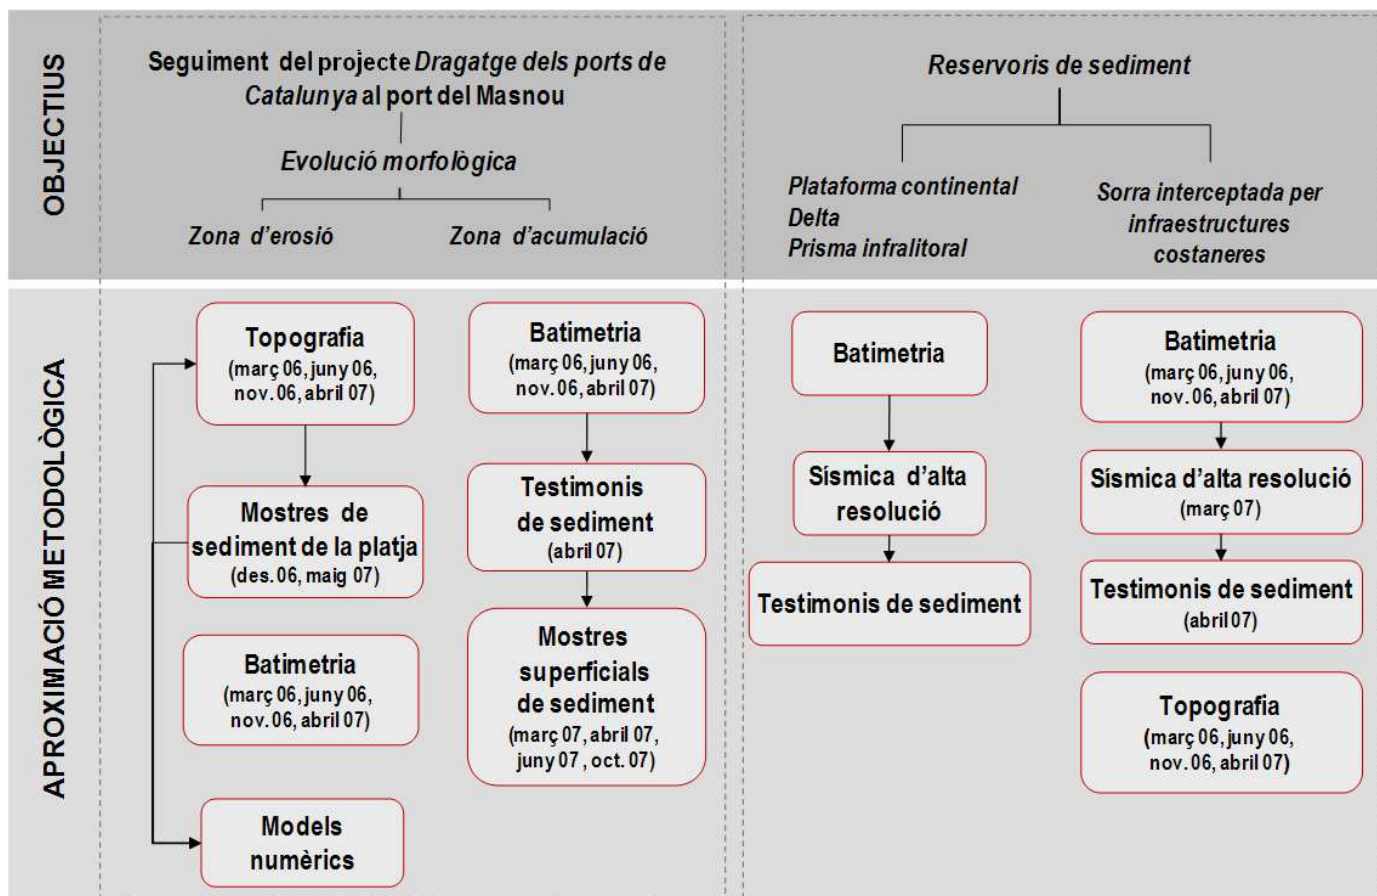 OBJECTIUS
Seguiment del projecte Dragatge dels ports de
Catalunya al port del Masnou
Evolució morfològica
Zona d'erosió
Zona d'acumulació
Reservoris de sediment
Plataforma continental
Delta
Prisma infralitoral
Sorra interceptada per
infraestructures
costaneres
APROXIMACIÓ METODOLÒGICA
Topografia
(març 06, juny 06,
nov. 06, abril 07)
Mostres de
sediment de la platja
(des. 06, maig 07)
Batimetria
(març 06, juny 06,
nov. 06, abril 07)
Models
numèrics
Batimetria
(març 06, juny 06,
nov. 06, abril 07)
Testimonis
de sediment
(abril 07)
Mostres
superficials
de sediment
(març 07, abril 07,
juny 07, oct. 07)
Batimetria
Sísmica d'alta
resolució
Testimonis de sediment
Batimetria
(març 06, juny 06,
nov. 06, abril 07)
Sísmica d'alta resolució
(març 07)
Testimonis de sediment
(abril 07)
Topografia
(març 06, juny 06,
nov. 06, abril 07)